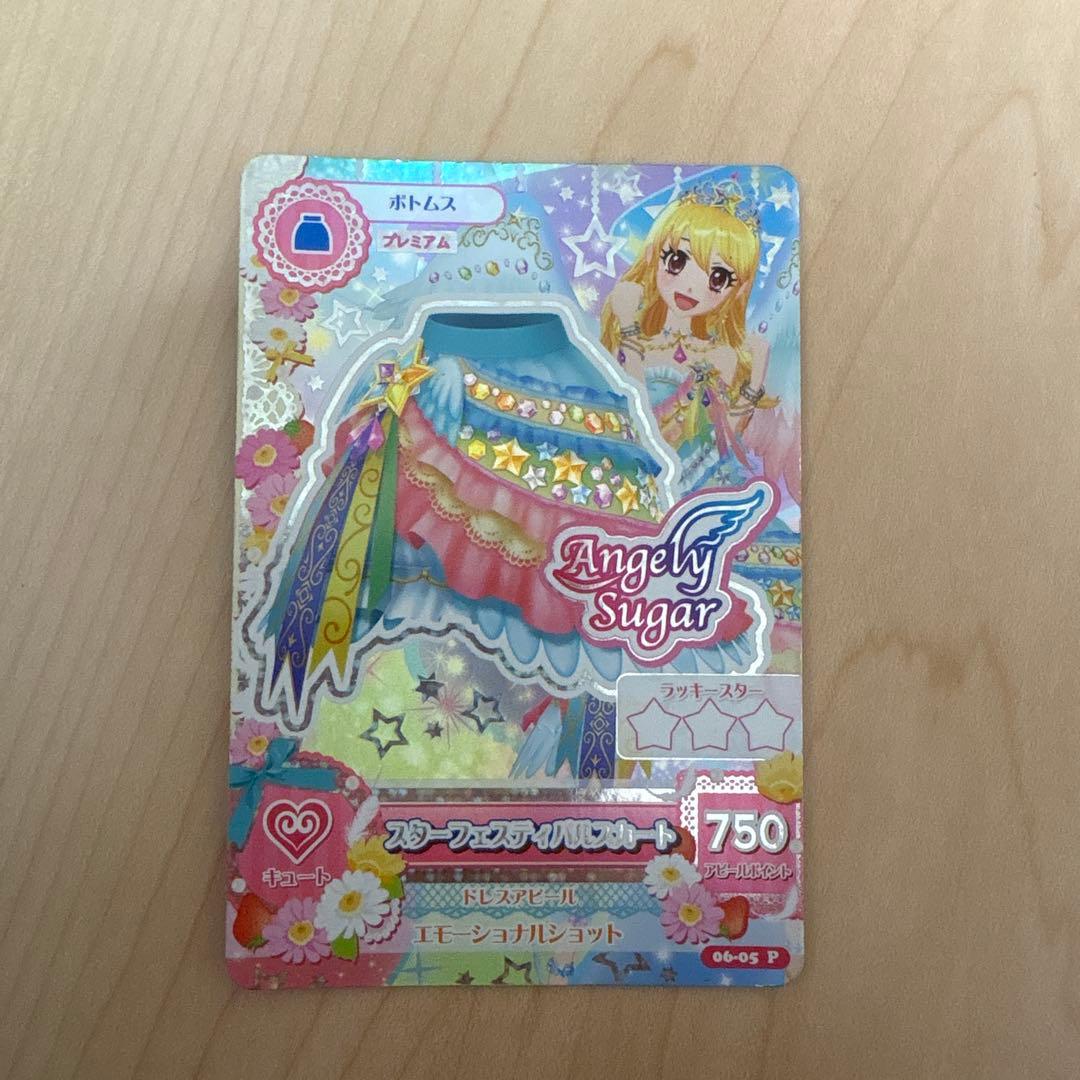 ボトムス
プレミアム
Angely
Sugar
ラッキースター
スターフェスティバルスカート
750
アピールポイント
キュート
ドレスアピール
エモーショナルショット
06-05 P